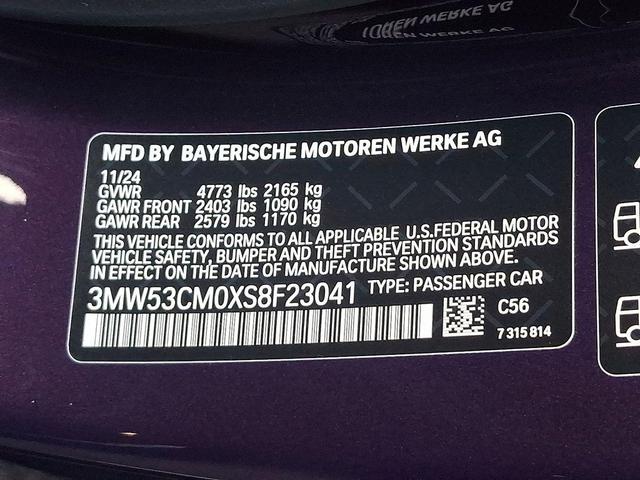 MFD BY BAYERISCHE MOTOREN WERKE AG
11/24
GVWR 4773 lbs 2165 kg
GAWR FRONT 2403 lbs 1090 kg
GAWR REAR 2579 lbs 1170 kg
THIS VEHICLE CONFORMS TO ALL APPLICABLE U.S.FEDERAL MOTOR
VEHICLE SAFETY, BUMPER AND THEFT PREVENTION STANDARDS
IN EFFECT ON THE DATE OF MANUFACTURE SHOWN ABOVE.
3MW53CM0XS8F23041 TYPE: PASSENGER CAR
C56
7 315 814